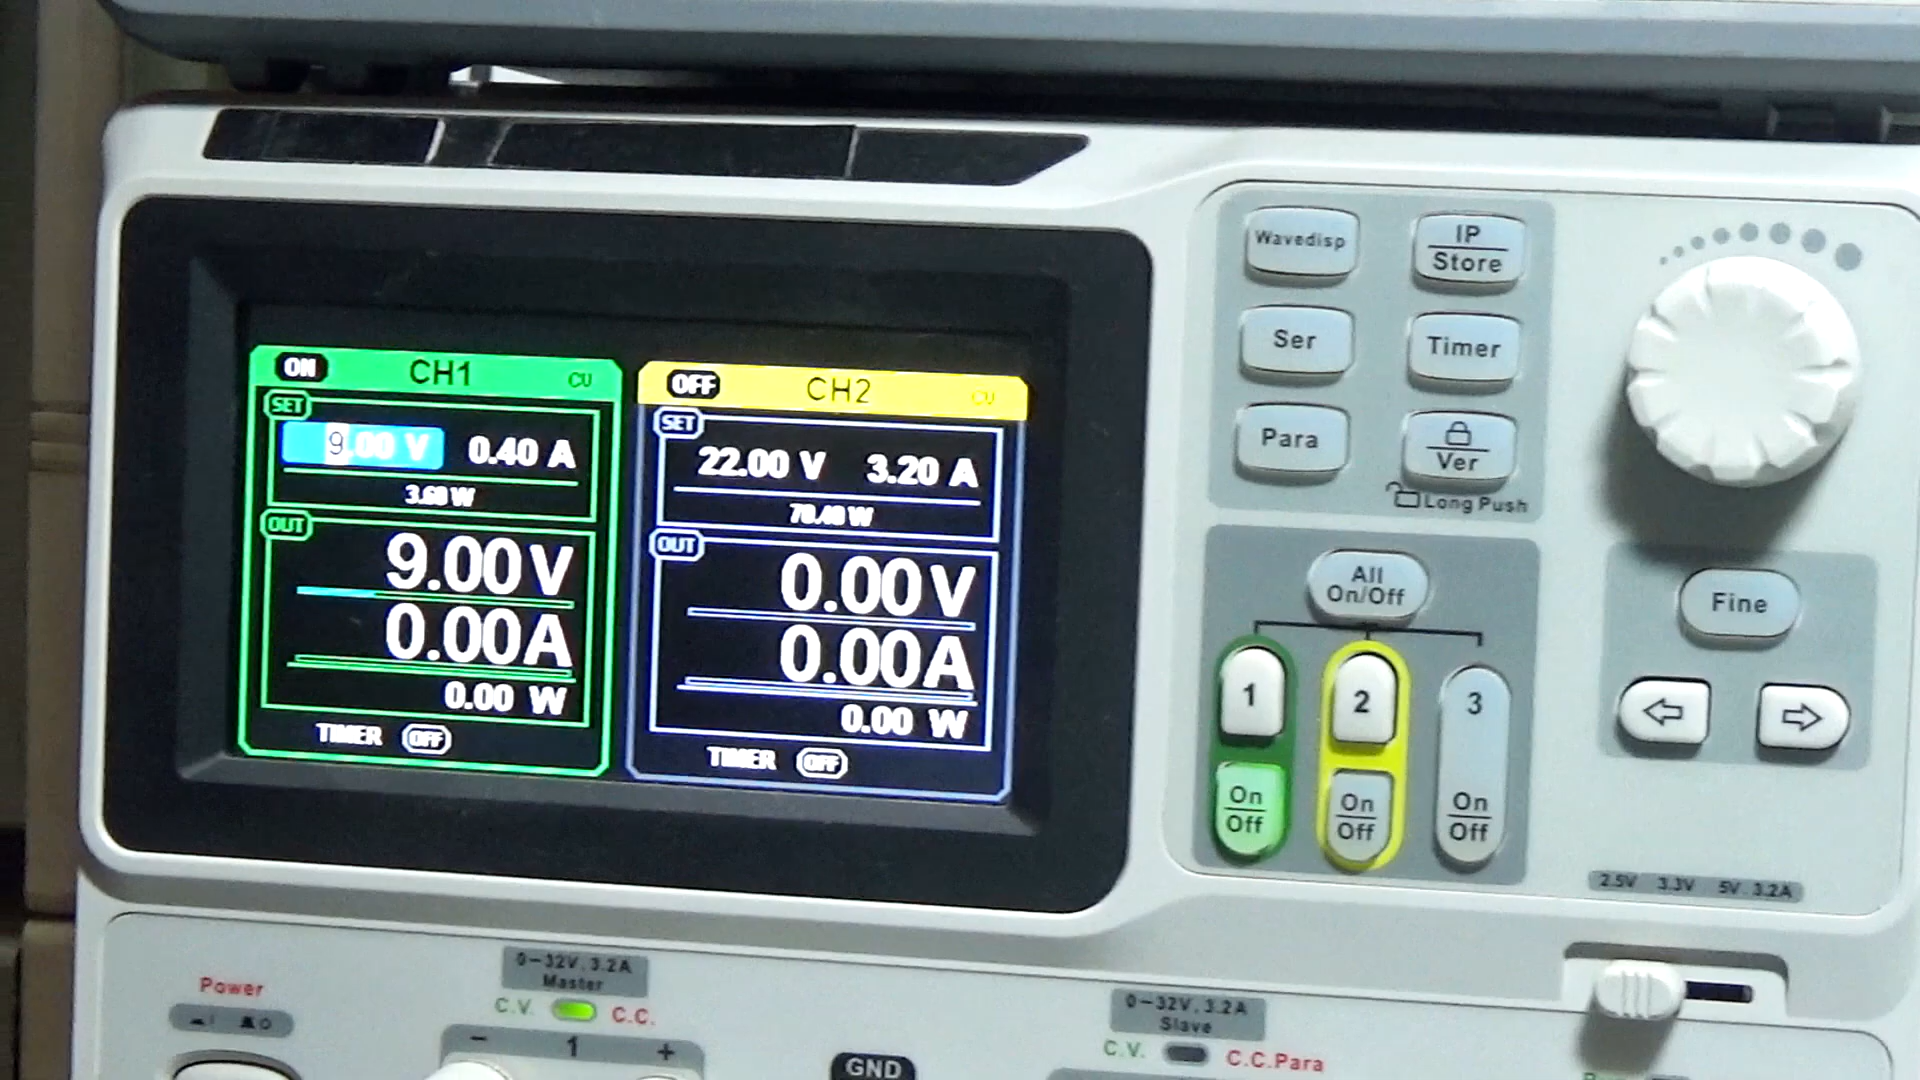 ON CH1 CV
SET
9.00 V 0.40 A
3.60 W
OUT
9.00V
0.00A
0.00 W
TIMER OFF
OFF CH2 CV
SET
22.00 V 3.20 A
70.40 W
OUT
0.00V
0.00A
0.00 W
TIMER OFF
Wavedisp
IP
Store
Ser
Timer
Para
Ver
Long Push
All
On/Off
1
2
3
On
Off
On
Off
On
Off
Fine
2.5V 3.3V 5V.3.2A
Power
0-32V.3.2A
Master
C.V. C.C.
- 1 +
GND
0-32V.3.2A
Slave
C.V. C.C.Para